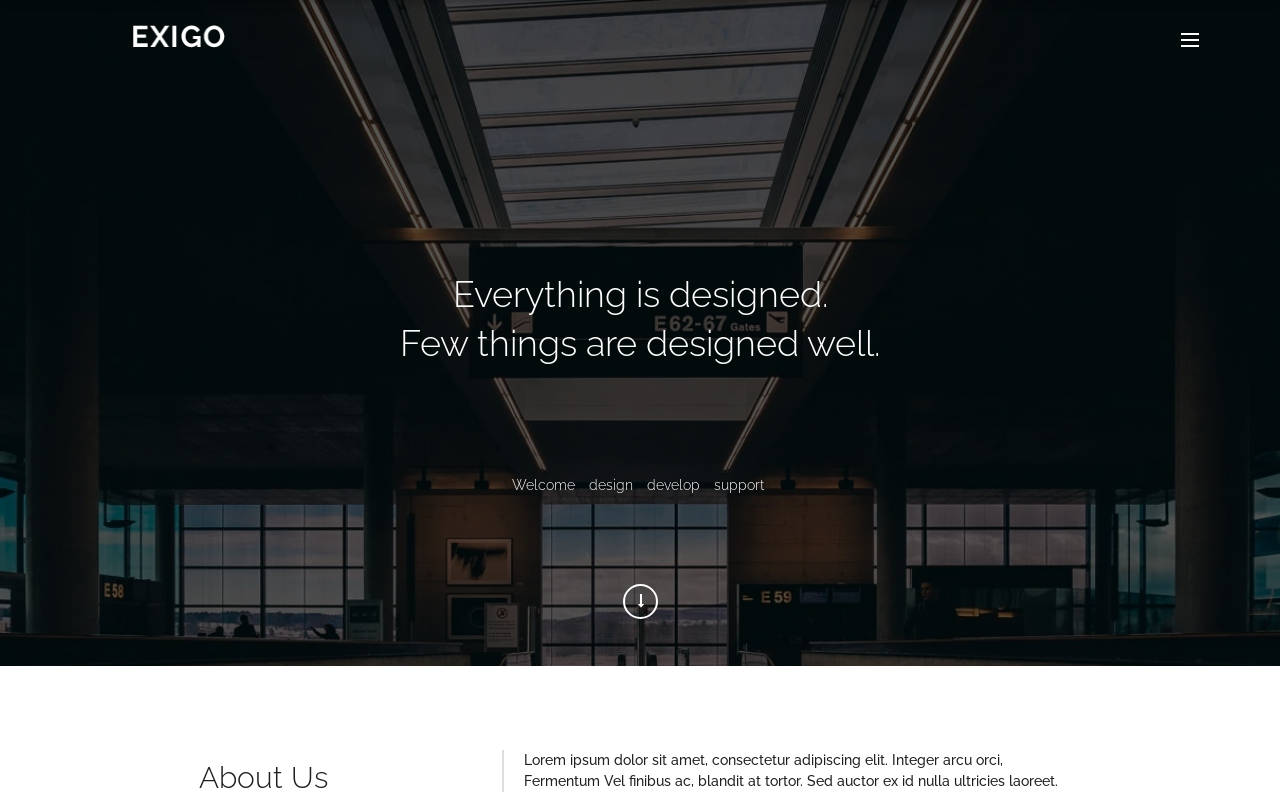 EXIGO
Everything is designed.
E62-67 Gates
Few things are designed well.
Welcome design develop support
E58
E59
About Us
Lorem ipsum dolor sit amet, consectetur adipiscing elit. Integer arcu orci,
Fermentum Vel finibus ac, blandit at tortor. Sed auctor ex id nulla ultricies laoreet.